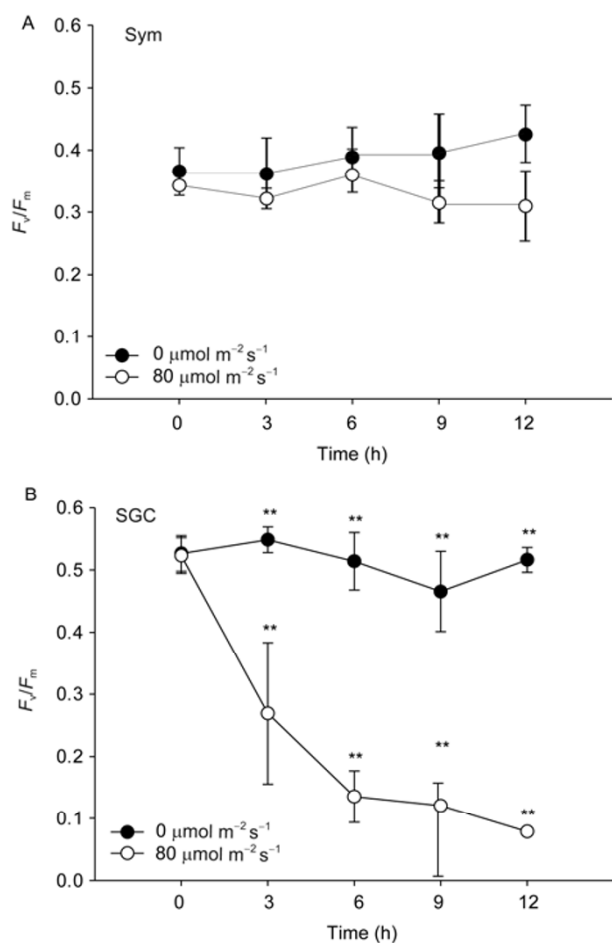 A
Sym
0.6
0.5
0.4
0.3
0.2
0.1
0.0
Fv/Fm
0 μmol m⁻² s⁻¹
80 μmol m⁻² s⁻¹
0 3 6 9 12
Time (h)
B
SGC
0.6
0.5
0.4
0.3
0.2
0.1
0.0
Fv/Fm
** ** ** **
** ** ** **
0 μmol m⁻² s⁻¹
80 μmol m⁻² s⁻¹
0 3 6 9 12
Time (h)